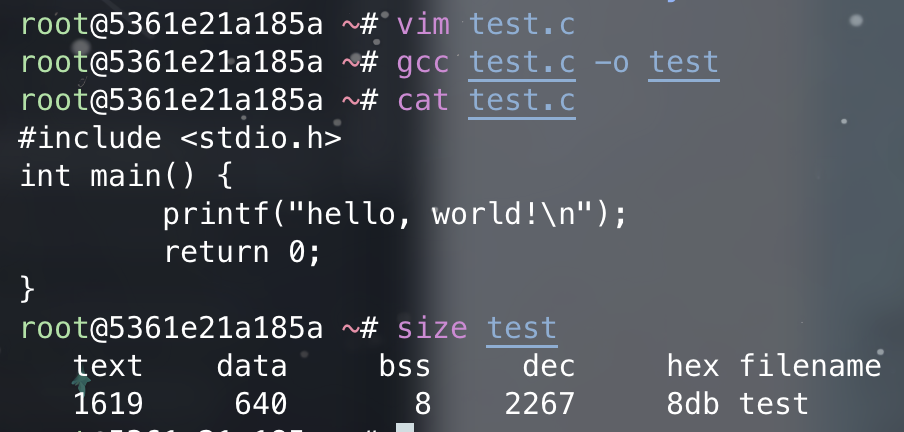 root@5361e21a185a ~# vim test.c
root@5361e21a185a ~# gcc test.c -o test
root@5361e21a185a ~# cat test.c
#include <stdio.h>
int main() {
        printf("hello, world!\n");
        return 0;
}
root@5361e21a185a ~# size test
   text    data     bss     dec     hex filename
   1619     640       8    2267     8db test